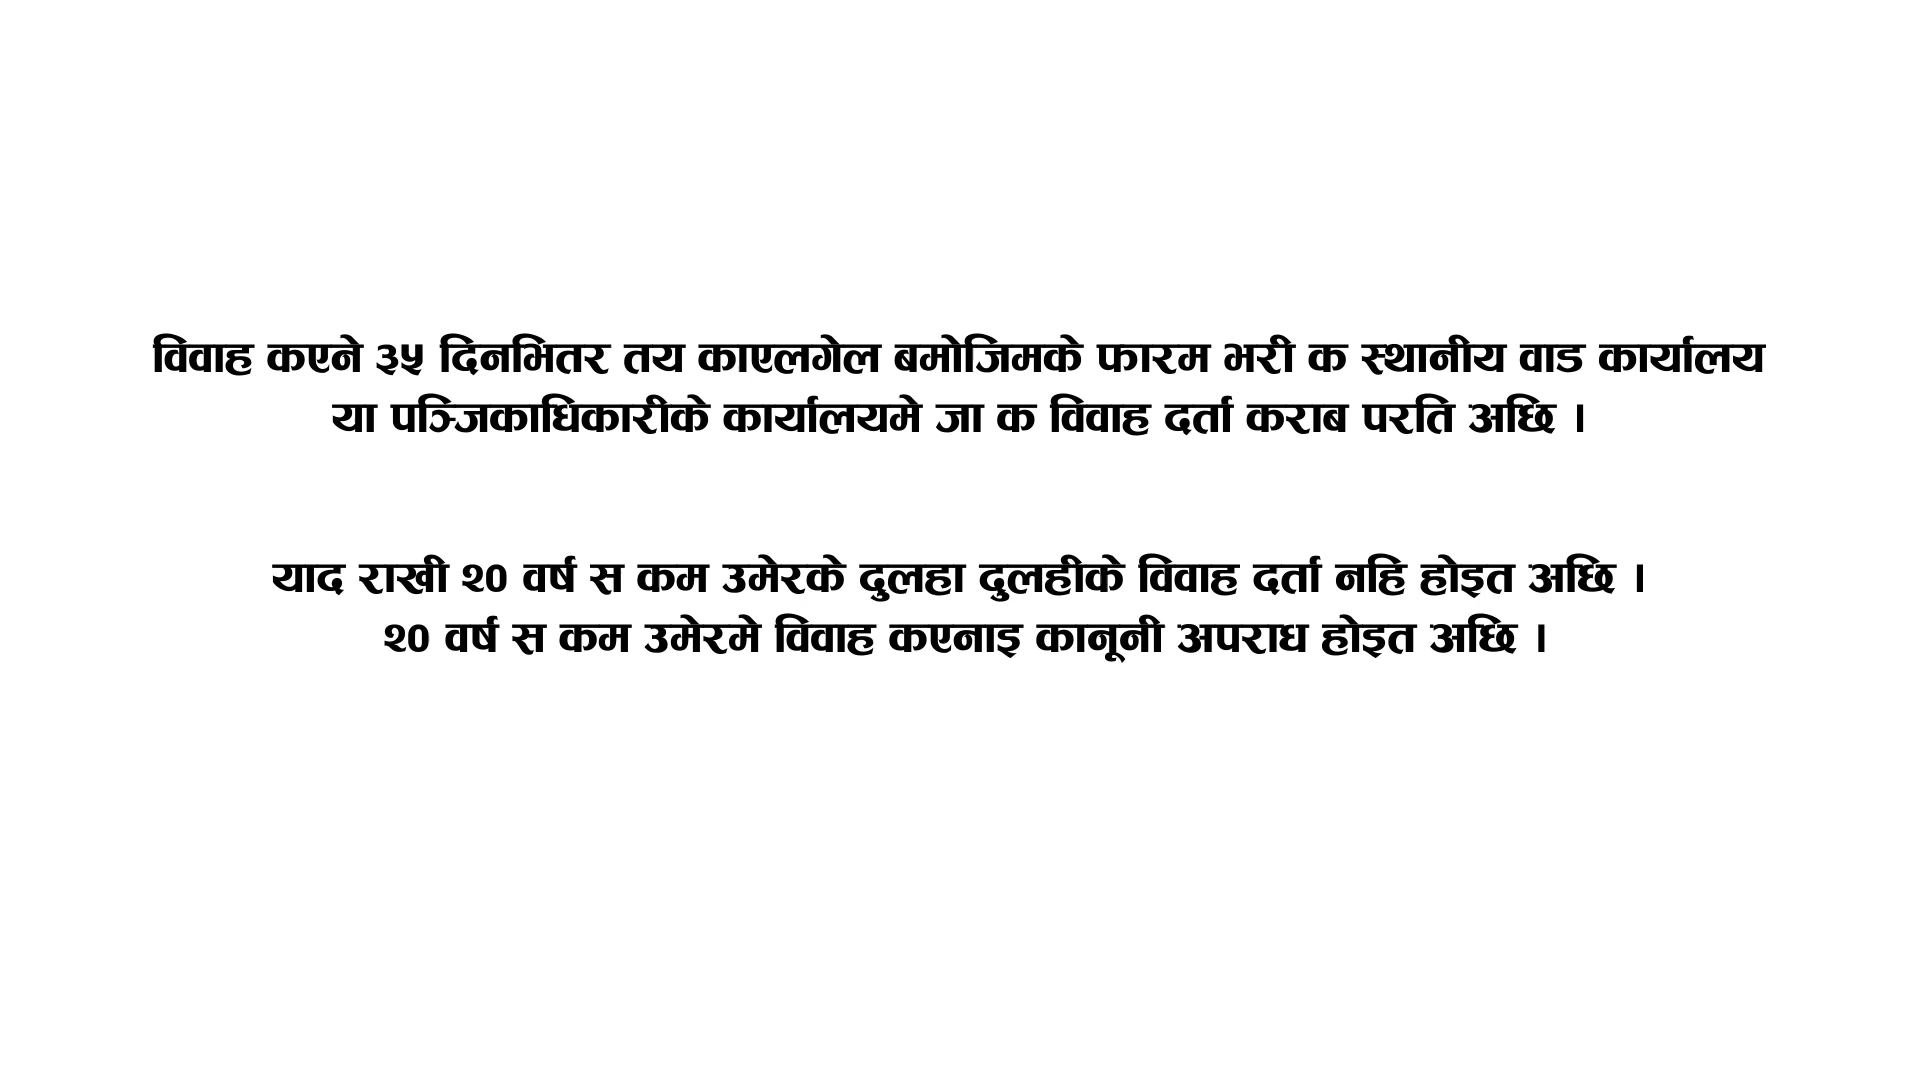 विवाह कएने ३५ दिनभितर तय काएलगेल बमोजिमके फारम भरी क स्थानीय वाड कार्यालय
या पञ्जिकाधिकारीके कार्यालयमे जा क विवाह दर्ता कराब परति अछि ।
याद राखी २० वर्ष स कम उमेरके दुलहा दुलहीके विवाह दर्ता नहि होइत अछि ।
२० वर्ष स कम उमेरमे विवाह कएनाइ कानूनी अपराध होइत अछि ।